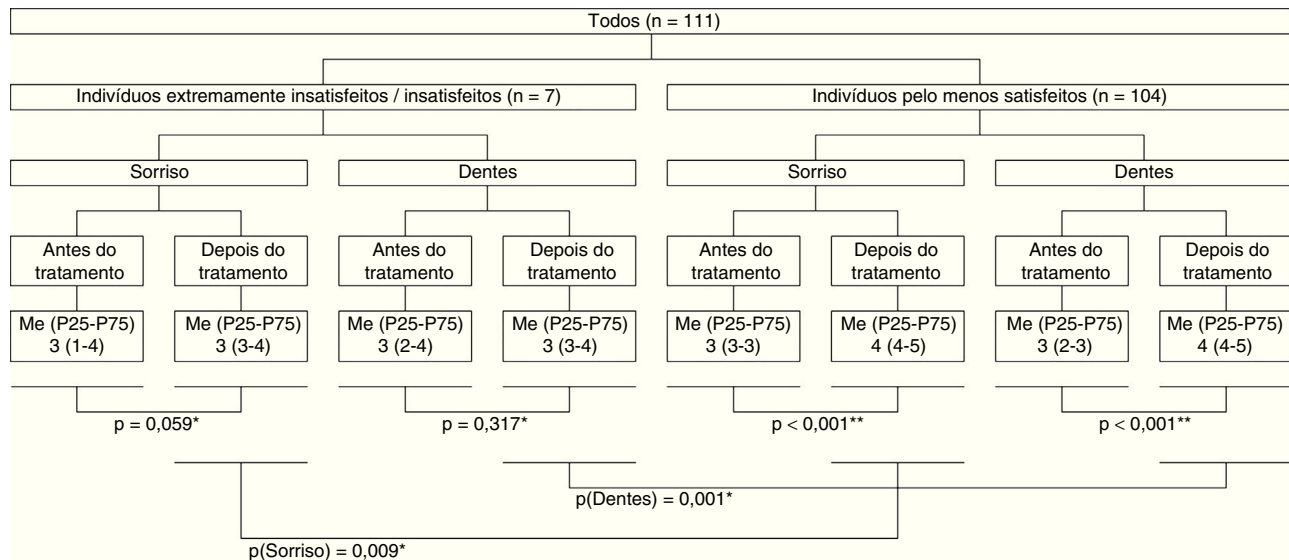 Todos (n = 111)
Indivíduos extremamente insatisfeitos / insatisfeitos (n = 7)
Indivíduos pelo menos satisfeitos (n = 104)
Sorriso
Dentes
Sorriso
Dentes
Antes do
tratamento
Depois do
tratamento
Antes do
tratamento
Depois do
tratamento
Antes do
tratamento
Depois do
tratamento
Antes do
tratamento
Depois do
tratamento
Me (P25-P75)
3 (1-4)
Me (P25-P75)
3 (3-4)
Me (P25-P75)
3 (2-4)
Me (P25-P75)
3 (3-4)
Me (P25-P75)
3 (3-3)
Me (P25-P75)
4 (4-5)
Me (P25-P75)
3 (2-3)
Me (P25-P75)
4 (4-5)
p = 0,059*
p = 0,317*
p < 0,001**
p < 0,001**
p(Dentes) = 0,001*
p(Sorriso) = 0,009*